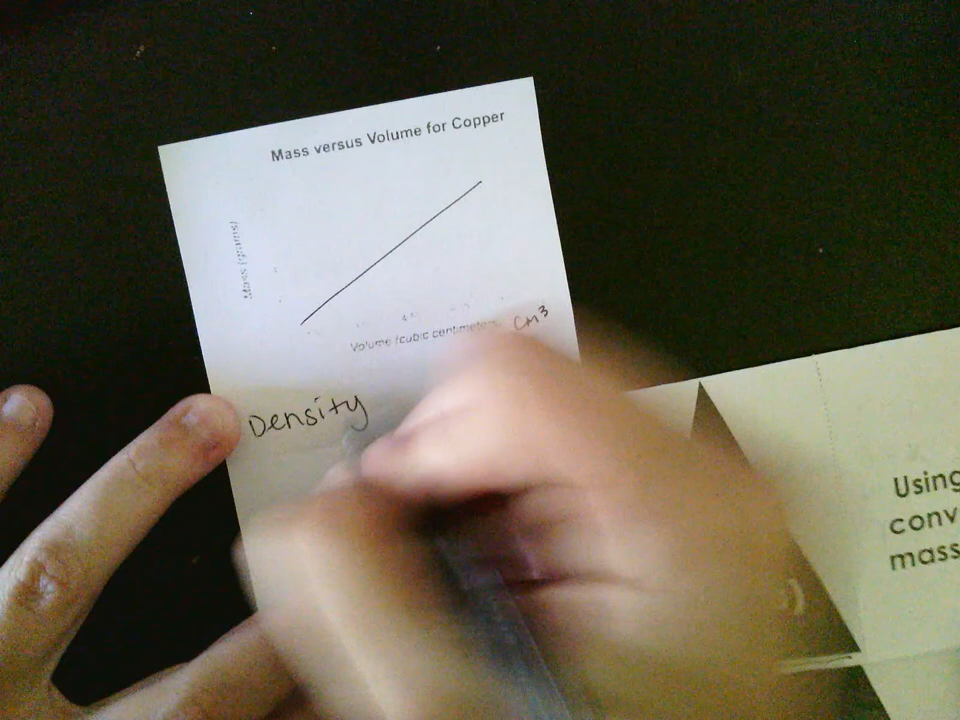 Mass versus Volume for Copper
Mass (grams)
Volume (cubic centimeters cm³
Density
Using
conv
mass